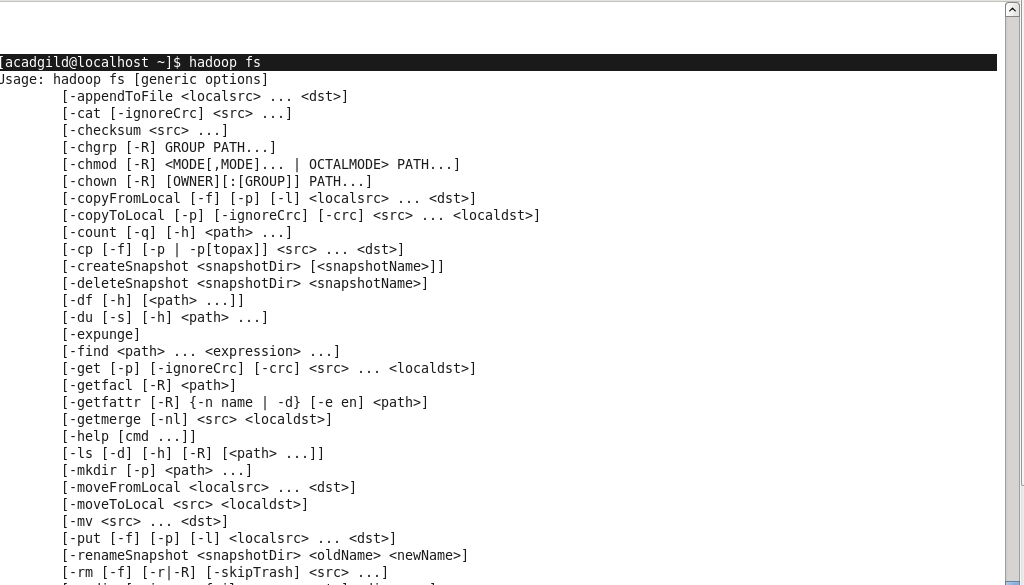 [acadgild@localhost ~]$ hadoop fs
Usage: hadoop fs [generic options]
[-appendToFile <localsrc> ... <dst>]
[-cat [-ignoreCrc] <src> ...]
[-checksum <src> ...]
[-chgrp [-R] GROUP PATH...]
[-chmod [-R] <MODE[,MODE]... | OCTALMODE> PATH...]
[-chown [-R] [OWNER][:[GROUP]] PATH...]
[-copyFromLocal [-f] [-p] [-l] <localsrc> ... <dst>]
[-copyToLocal [-p] [-ignoreCrc] [-crc] <src> ... <localdst>]
[-count [-q] [-h] <path> ...]
[-cp [-f] [-p | -p[topax]] <src> ... <dst>]
[-createSnapshot <snapshotDir> [<snapshotName>]]
[-deleteSnapshot <snapshotDir> <snapshotName>]
[-df [-h] [<path> ...]]
[-du [-s] [-h] <path> ...]
[-expunge]
[-find <path> ... <expression> ...]
[-get [-p] [-ignoreCrc] [-crc] <src> ... <localdst>]
[-getfacl [-R] <path>]
[-getfattr [-R] {-n name | -d} [-e en] <path>]
[-getmerge [-nl] <src> <localdst>]
[-help [cmd ...]]
[-ls [-d] [-h] [-R] [<path> ...]]
[-mkdir [-p] <path> ...]
[-moveFromLocal <localsrc> ... <dst>]
[-moveToLocal <src> <localdst>]
[-mv <src> ... <dst>]
[-put [-f] [-p] [-l] <localsrc> ... <dst>]
[-renameSnapshot <snapshotDir> <oldName> <newName>]
[-rm [-f] [-r|-R] [-skipTrash] <src> ...]